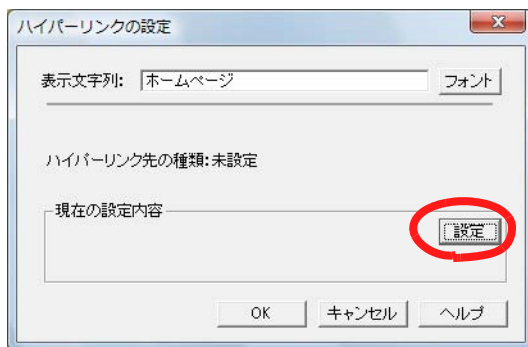 ハイパーリンクの設定
表示文字列: ホームページ フォント
ハイパーリンク先の種類:未設定
現在の設定内容
設定
OK キャンセル ヘルプ